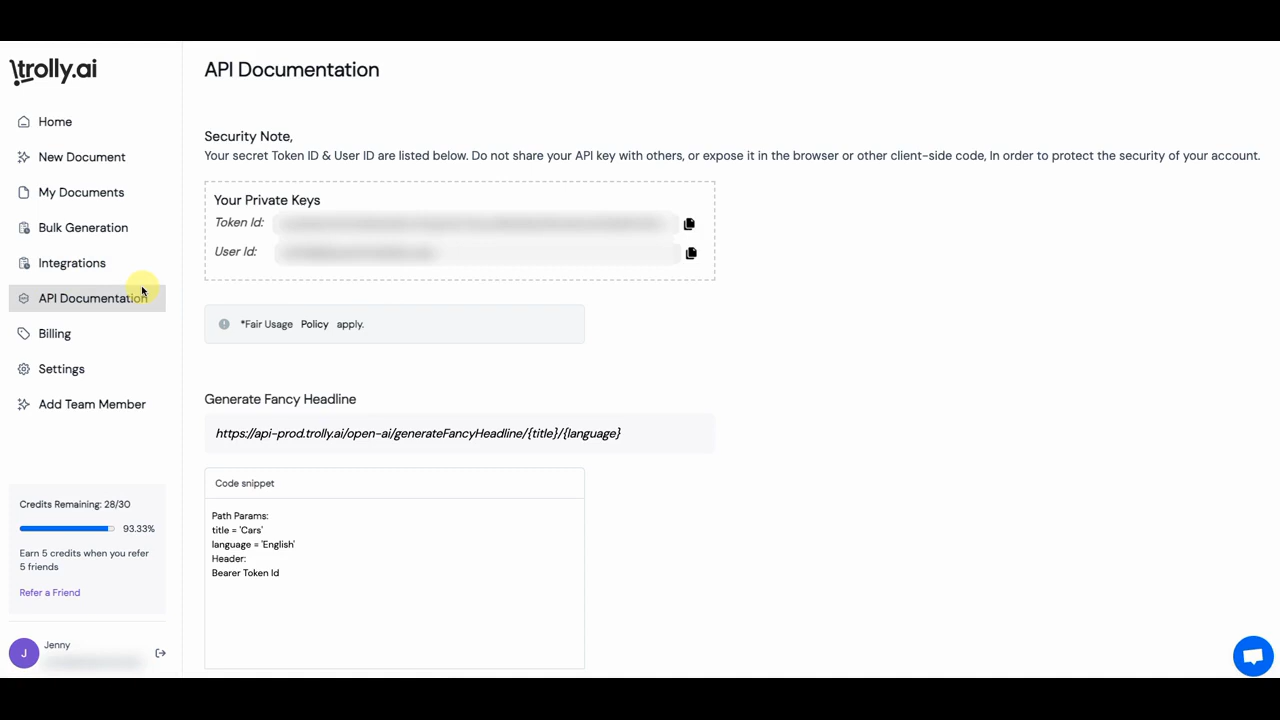 trolly.ai
Home
New Document
My Documents
Bulk Generation
Integrations
API Documentation
Billing
Settings
Add Team Member
Credits Remaining: 28/30
93.33%
Earn 5 credits when you refer
5 friends
Refer a Friend
J
Jenny
API Documentation
Security Note,
Your secret Token ID & User ID are listed below. Do not share your API key with others, or expose it in the browser or other client-side code, In order to protect the security of your account.
Your Private Keys
Token Id:
User Id:
*Fair Usage Policy apply.
Generate Fancy Headline
https://api-prod.trolly.ai/open-ai/generateFancyHeadline/{title}/{language}
Code snippet
Path Params:
title = 'Cars'
language = 'English'
Header:
Bearer Token Id